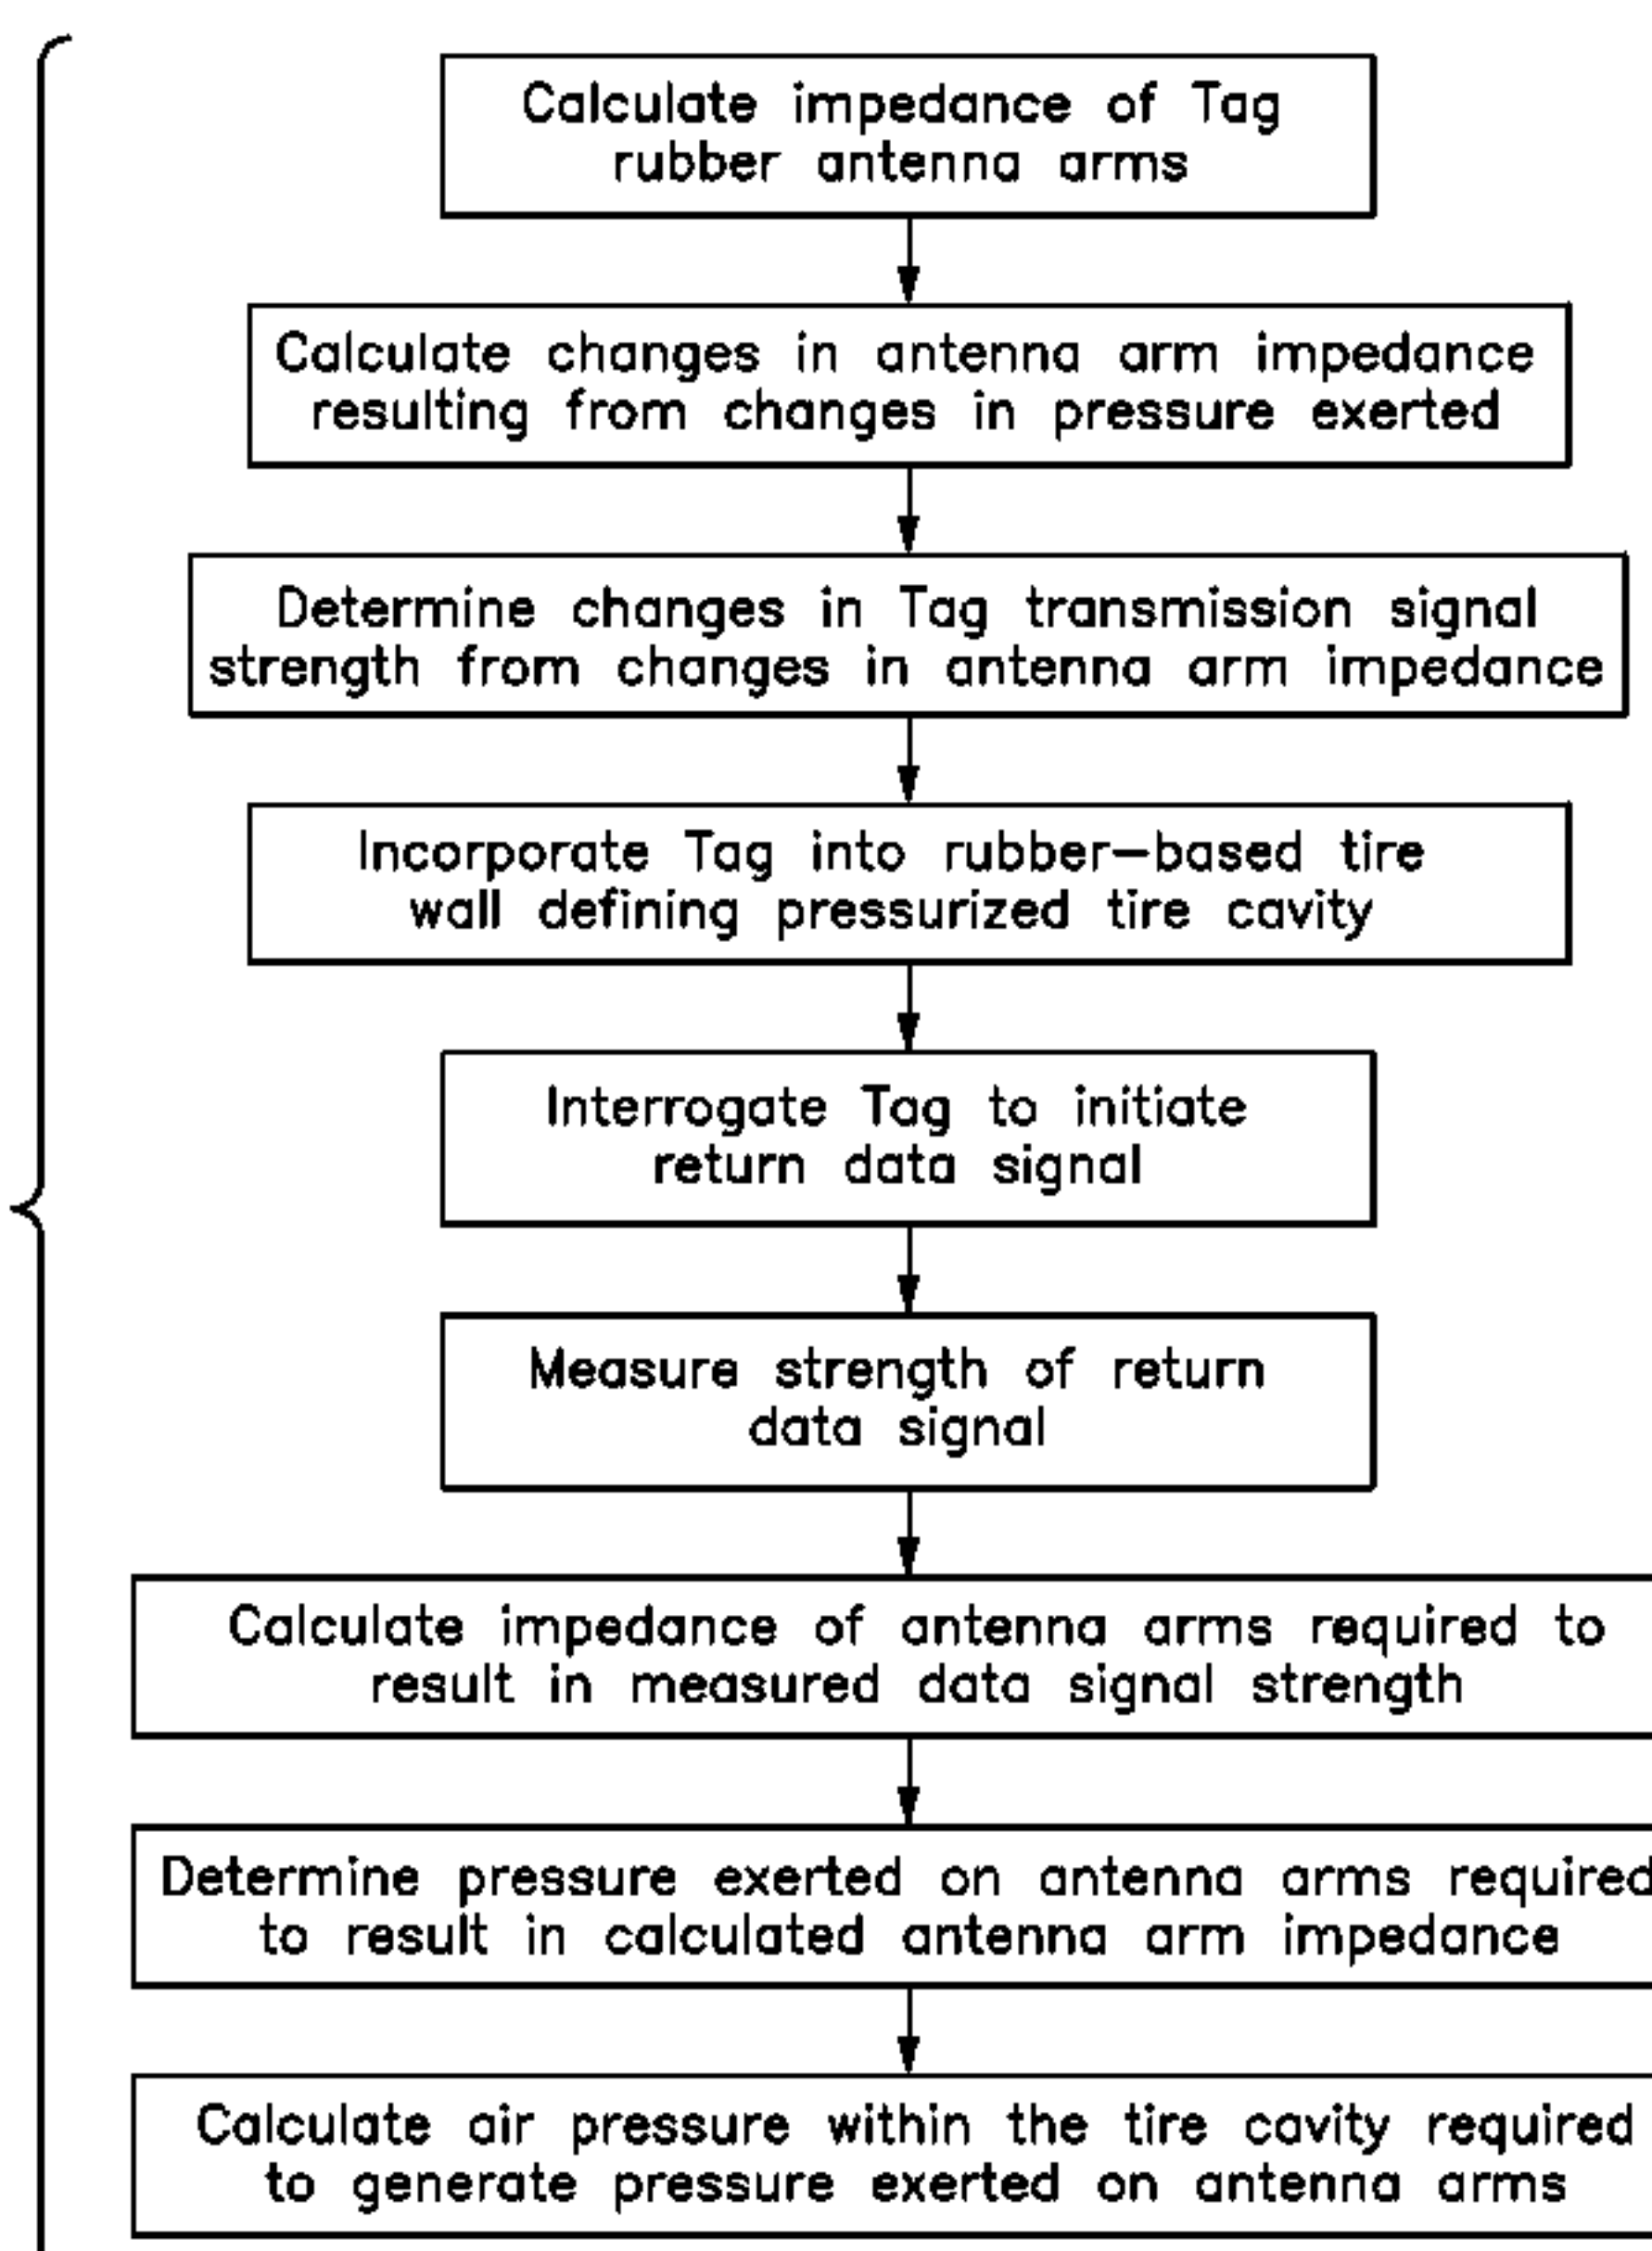 Calculate impedance of Tag
rubber antenna arms
Calculate changes in antenna arm impedance
resulting from changes in pressure exerted
Determine changes in Tag transmission signal
strength from changes in antenna arm impedance
Incorporate Tag into rubber-based tire
wall defining pressurized tire cavity
Interrogate Tag to initiate
return data signal
Measure strength of return
data signal
Calculate impedance of antenna arms required to
result in measured data signal strength
Determine pressure exerted on antenna arms required
to result in calculated antenna arm impedance
Calculate air pressure within the tire cavity required
to generate pressure exerted on antenna arms